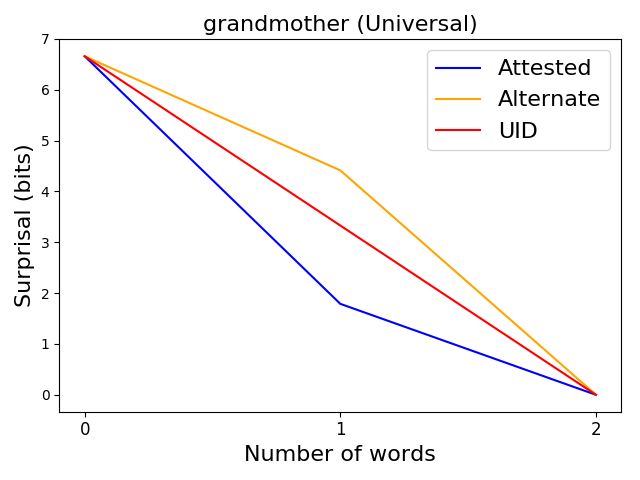 grandmother (Universal)
Surprisal (bits)
7
6
5
4
3
2
1
0
Attested
Alternate
UID
0 1 2
Number of words